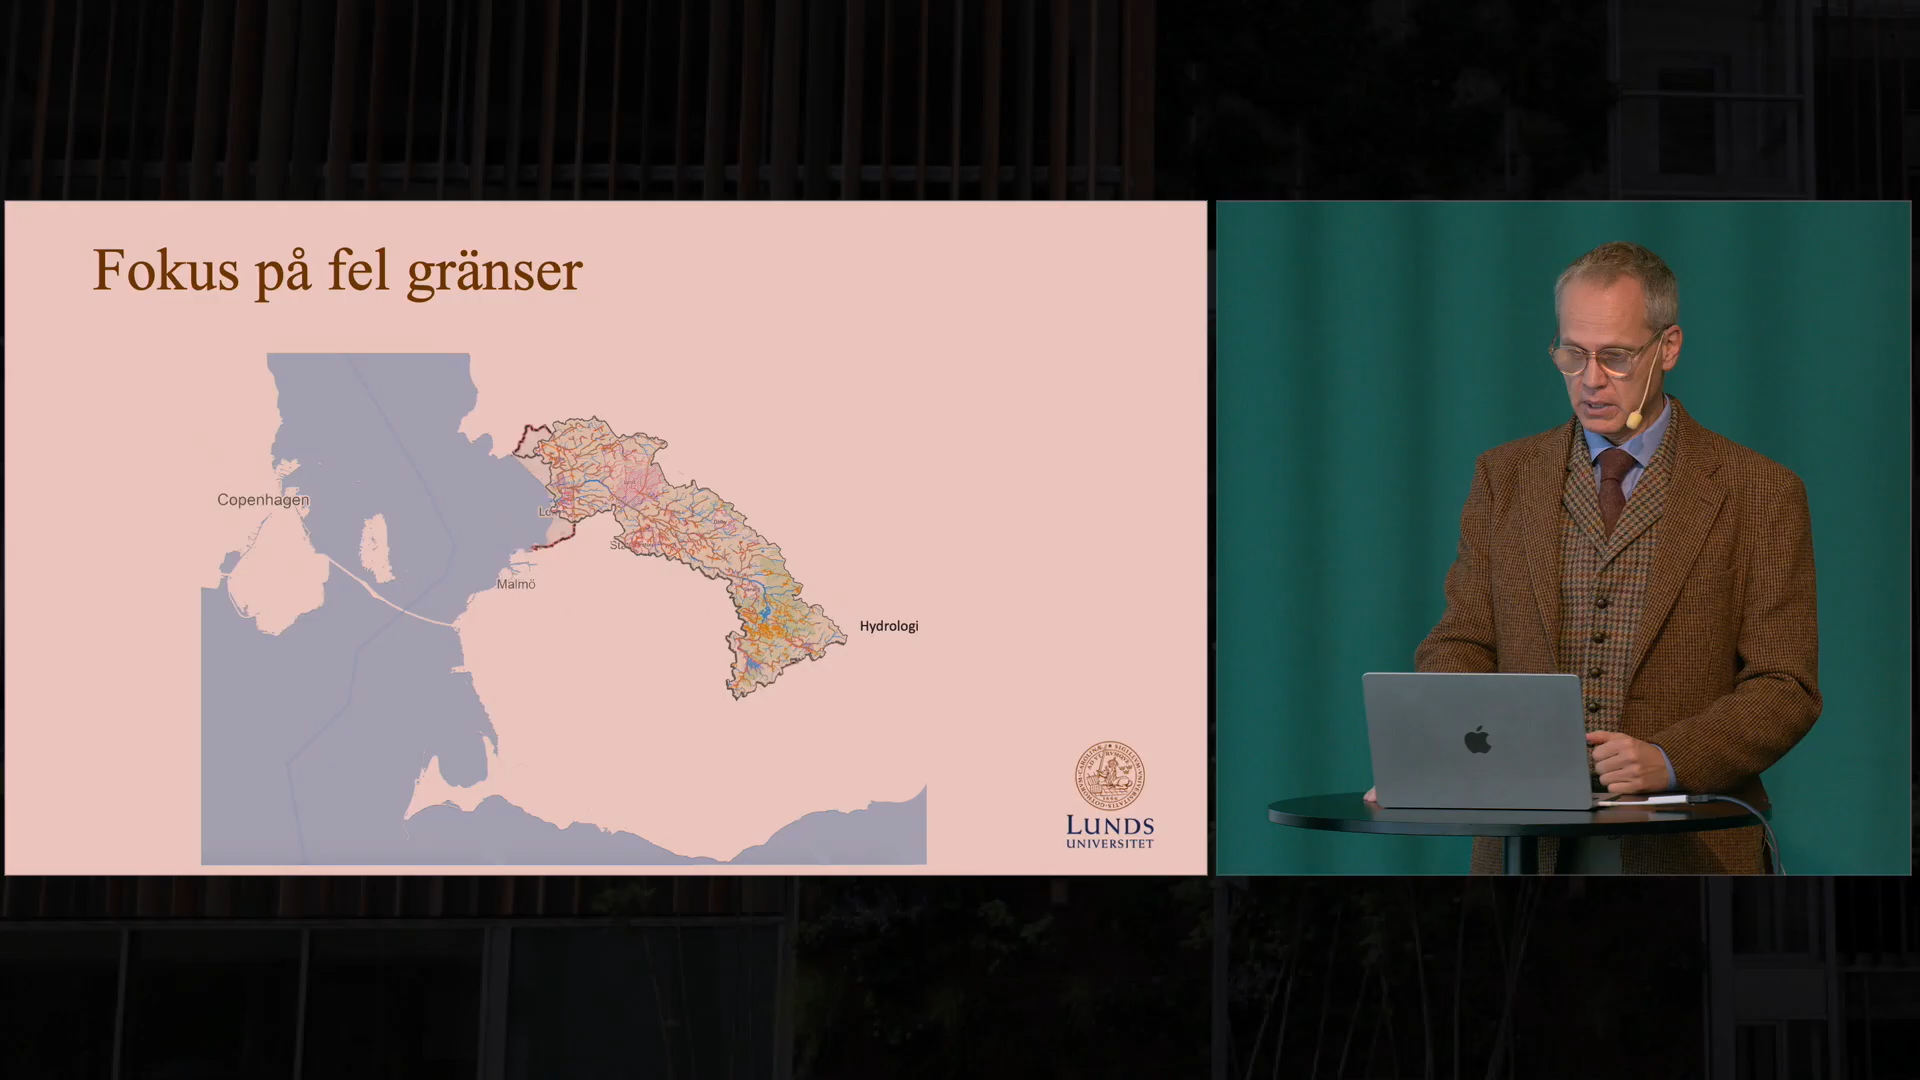 Fokus på fel gränser
Copenhagen
Malmö
Hydrologi
LUNDS
UNIVERSITET